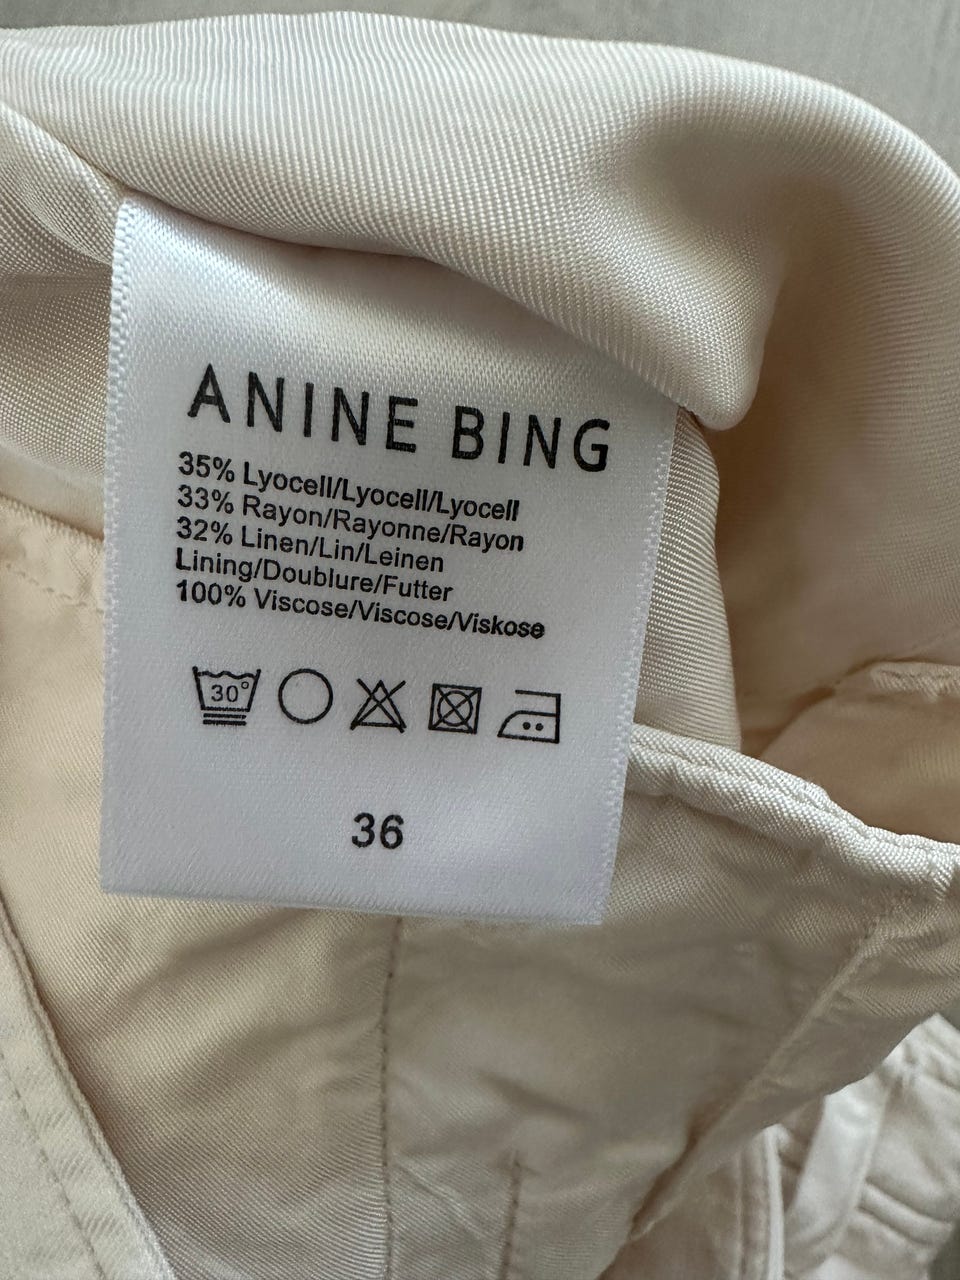 ANINE BING
35% Lyocell/Lyocell/Lyocell
33% Rayon/Rayonne/Rayon
32% Linen/Lin/Leinen
Lining/Doublure/Futter
100% Viscose/Viscose/Viskose
30°
36